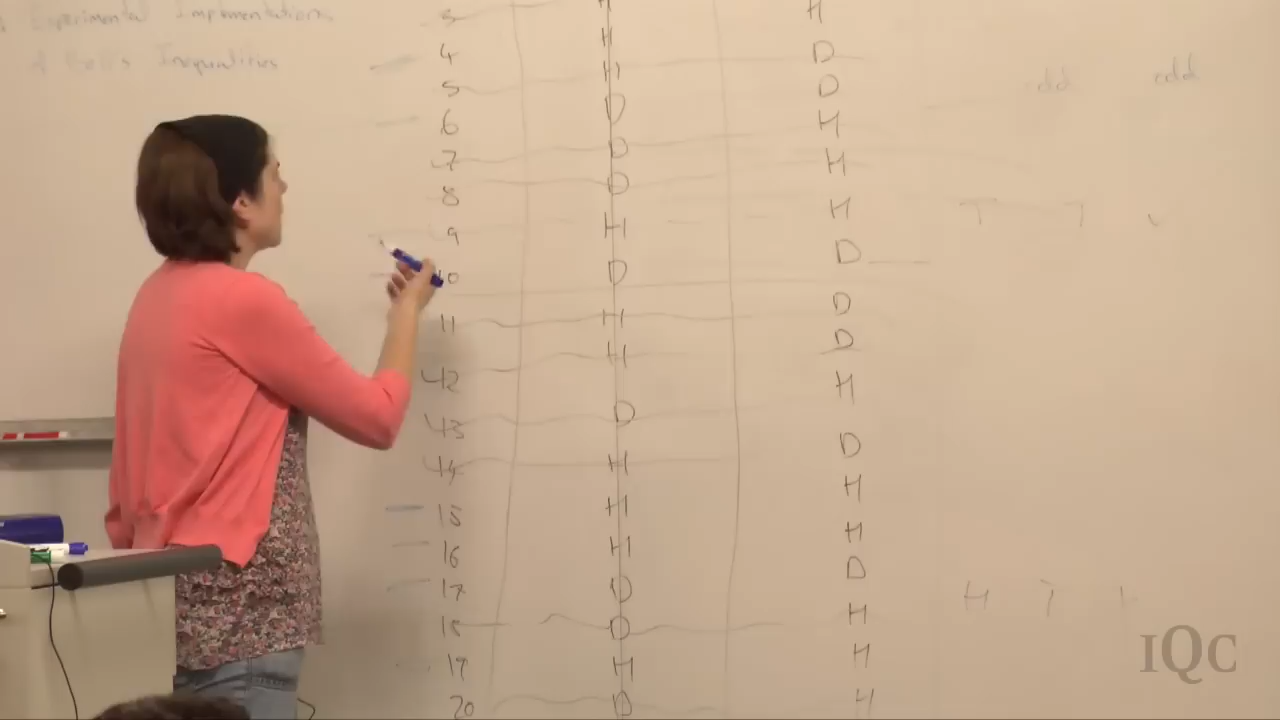 Experimental Implementations
of Bell's Inequalities
3 H H
4 H D
5 H D
odd odd
6 D H
7 D H
8 D H
9 H D
10 D D
11 H D
12 H H
13 D D
14 H H
15 H H
16 H D
17 D H
18 D H
19 H H
20 D
IQC